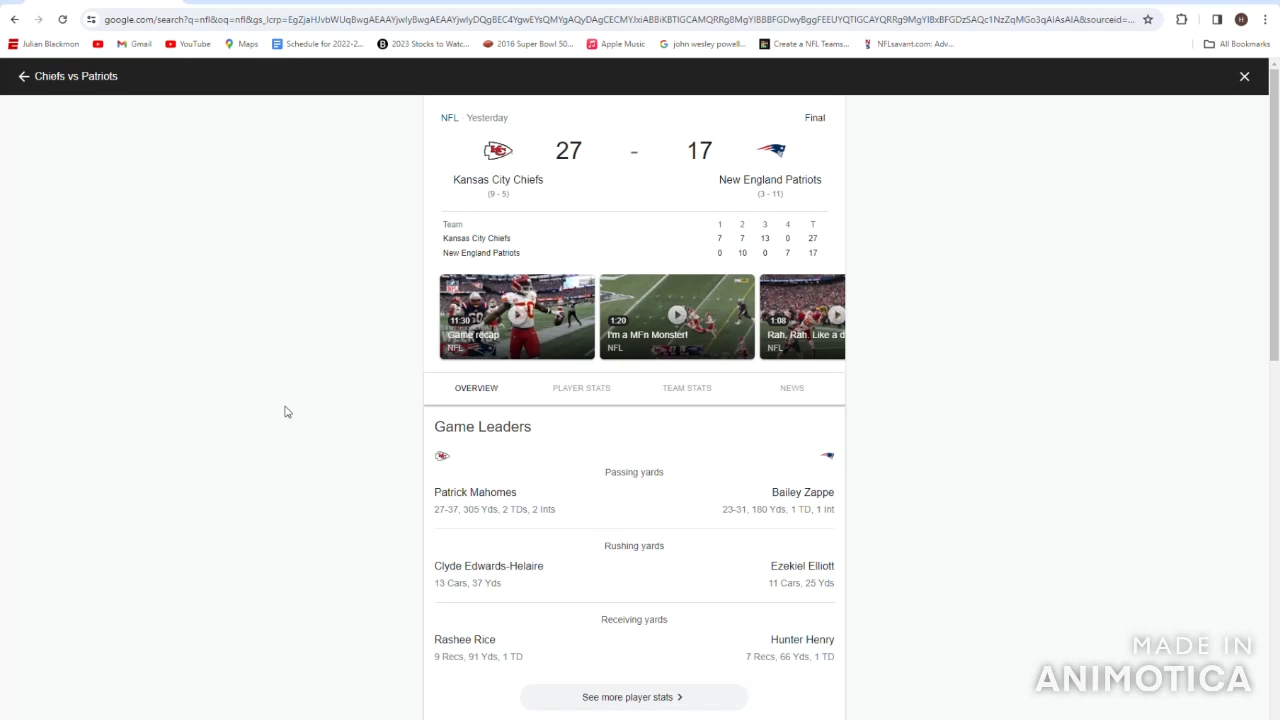 google.com/search?q=nfl&oq=nfl&gs_lcrp=EgZjaHJvbWUqBwgAEAAYjwIyBwgAEAAYjwIyDQgBEC4YgwEYsQMYgAQyDAgCECMYJxiABBiKBTIGCAMQRRg8MgYIBBBFGDwyBggFEEUYQTIGCAYQRRg9MgYIBxBFGDzSAQc1NzZqMGo3qAIAsAIA&sourceid=...
Julian Blackmon
Gmail
YouTube
Maps
Schedule for 2022-2...
2023 Stocks to Watc...
2016 Super Bowl 50...
Apple Music
john wesley powell...
Create a NFL Teams...
NFLsavant.com: Adv...
All Bookmarks
Chiefs vs Patriots
NFL · Yesterday
Final
27 - 17
Kansas City Chiefs
New England Patriots
(9 - 5)
(3 - 11)
Team 1 2 3 4 T
Kansas City Chiefs 7 7 13 0 27
New England Patriots 0 10 0 7 17
11:30
Game recap
NFL
1:20
I'm a MFn Monster!
NFL
1:08
Rah, Rah, Like a d
NFL
OVERVIEW
PLAYER STATS
TEAM STATS
NEWS
Game Leaders
Passing yards
Patrick Mahomes
Bailey Zappe
27-37, 305 Yds, 2 TDs, 2 Ints
23-31, 180 Yds, 1 TD, 1 Int
Rushing yards
Clyde Edwards-Helaire
Ezekiel Elliott
13 Cars, 37 Yds
11 Cars, 25 Yds
Receiving yards
Rashee Rice
Hunter Henry
9 Recs, 91 Yds, 1 TD
7 Recs, 66 Yds, 1 TD
See more player stats
MADE IN
ANIMOTICA